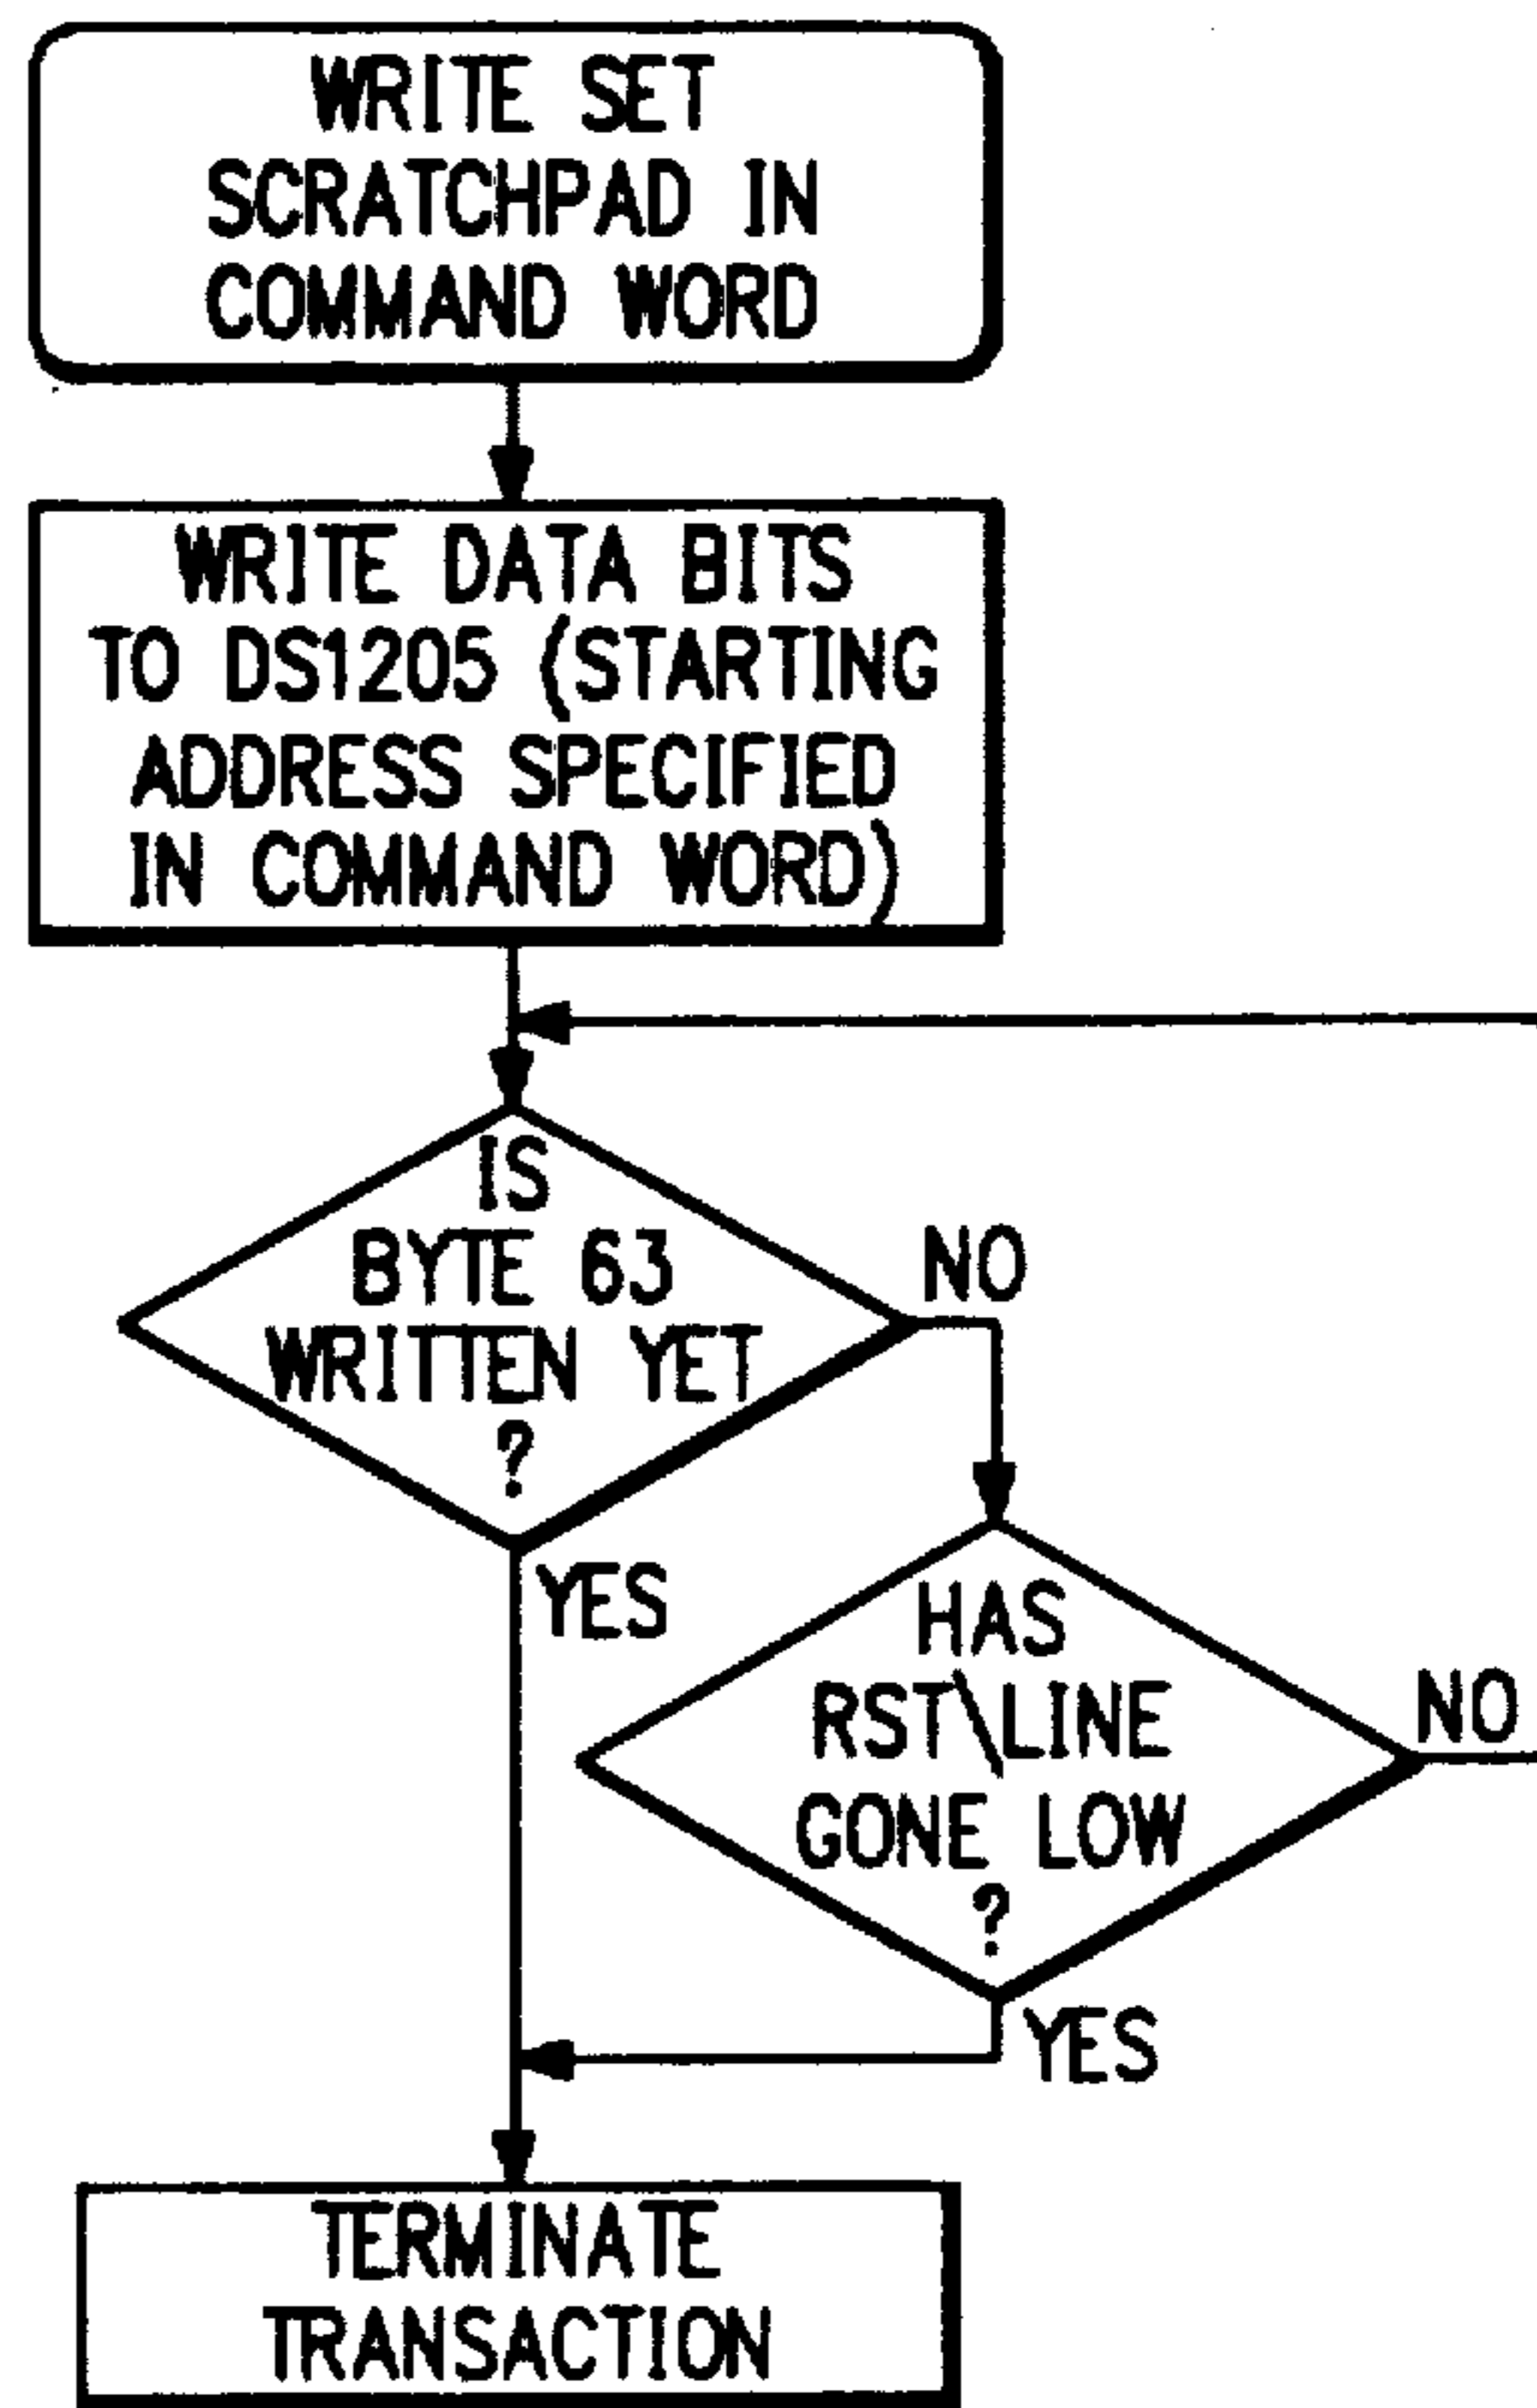 WRITE SET
SCRATCHPAD IN
COMMAND WORD
WRITE DATA BITS
TO DS1205 (STARTING
ADDRESS SPECIFIED
IN COMMAND WORD)
IS
BYTE 63
WRITTEN YET
?
NO
YES
HAS
RST\LINE
GONE LOW
?
NO
YES
TERMINATE
TRANSACTION